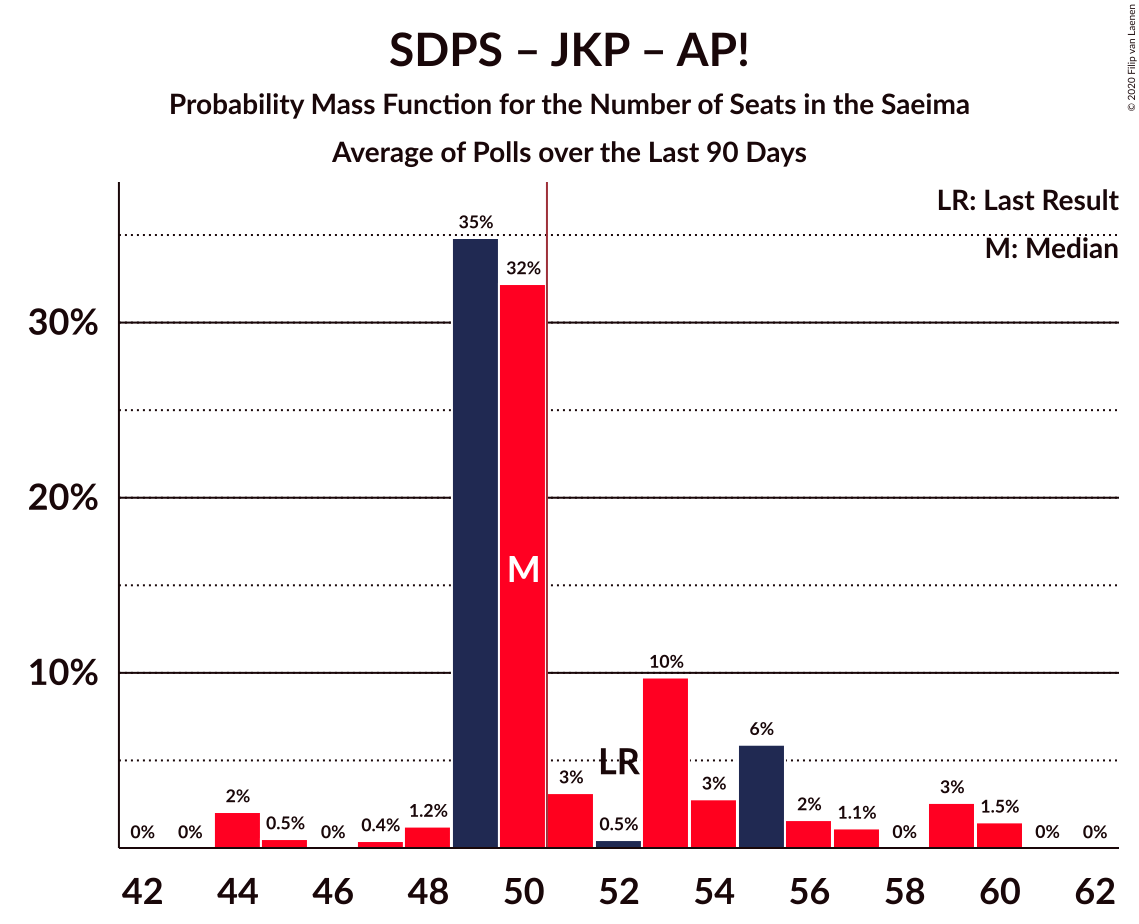 SDPS – JKP – AP!
Probability Mass Function for the Number of Seats in the Saeima
Average of Polls over the Last 90 Days
© 2020 Filip van Laenen
LR: Last Result
M: Median
35%
32%
30%
20%
M
10%
10%
6%
LR
3%
3%
2%
0.5%
0%
0%
0%
0.4%
1.2%
0.5%
2%
1.1%
0%
3%
1.5%
0%
0%
42 44 46 48 50 52 54 56 58 60 62